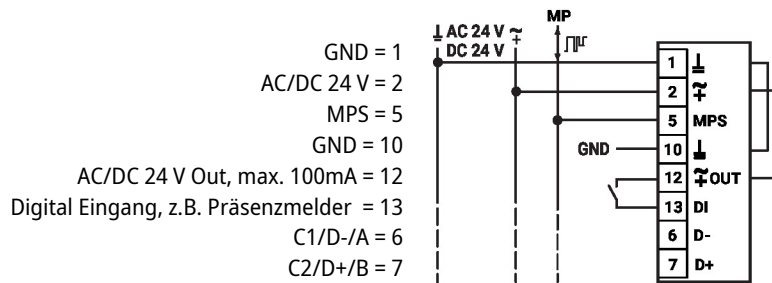 GND = 1
AC/DC 24 V = 2
MPS = 5
GND = 10
AC/DC 24 V Out, max. 100mA = 12
Digital Eingang, z.B. Präsenzmelder = 13
C1/D-/A = 6
C2/D+/B = 7
MP
AC 24 V
DC 24 V
1
2
5 MPS
GND 10
12 OUT
13 DI
6 D-
7 D+